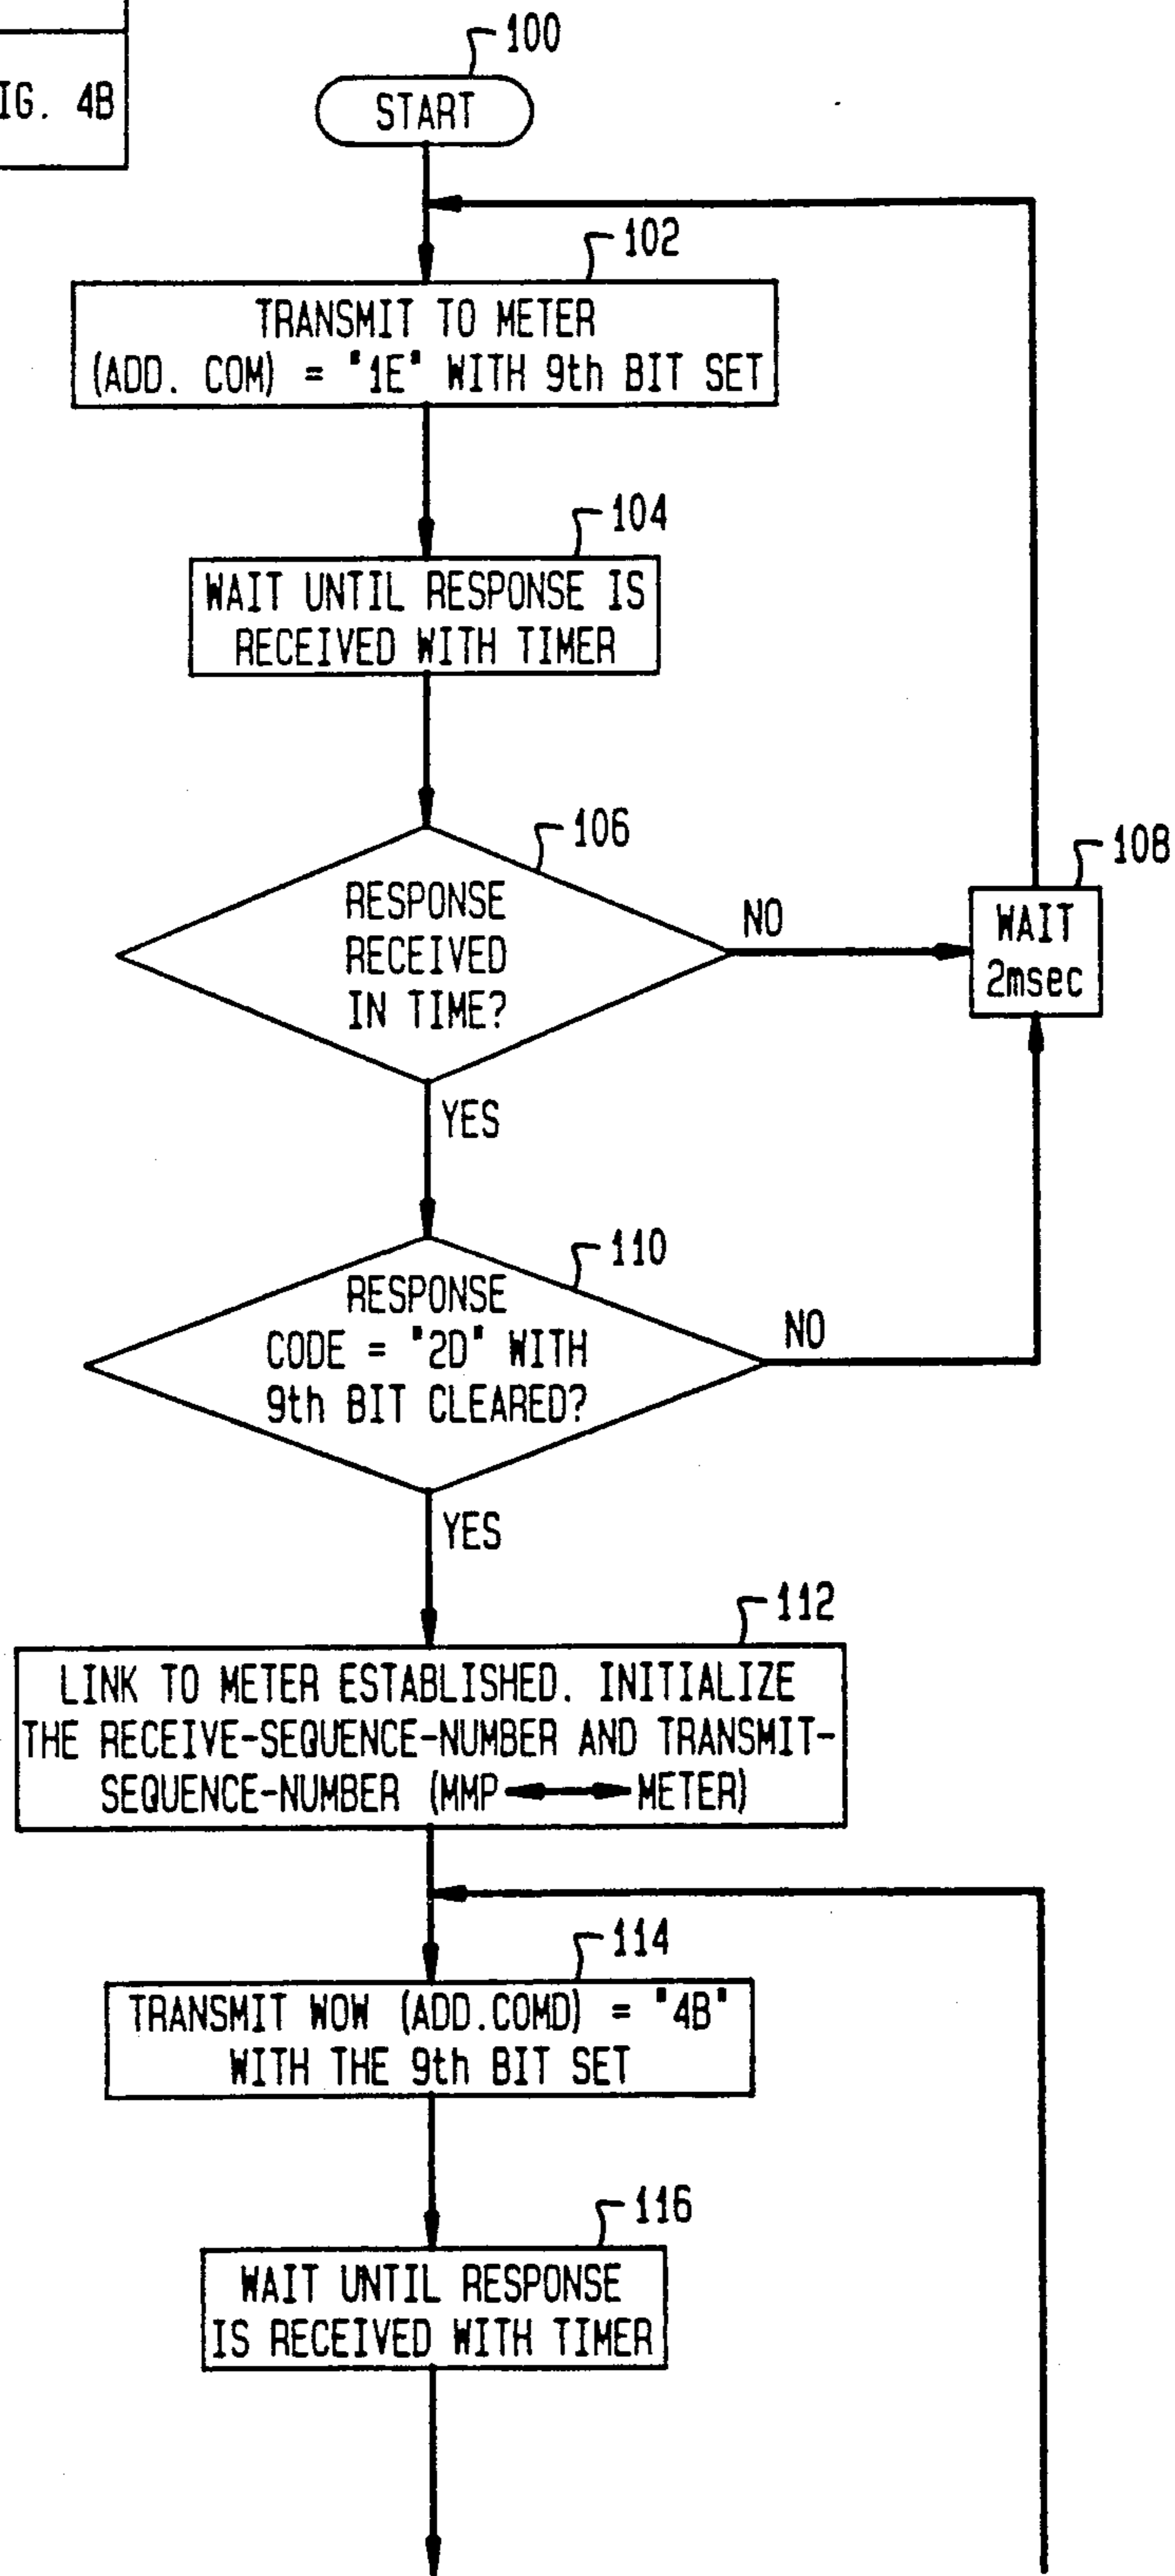 IG. 4B
100
START
102
TRANSMIT TO METER
(ADD. COM) = "1E" WITH 9th BIT SET
104
WAIT UNTIL RESPONSE IS
RECEIVED WITH TIMER
106
RESPONSE
RECEIVED
IN TIME?
NO
108
WAIT
2msec
YES
110
RESPONSE
CODE = "2D" WITH
9th BIT CLEARED?
NO
YES
112
LINK TO METER ESTABLISHED. INITIALIZE
THE RECEIVE-SEQUENCE-NUMBER AND TRANSMIT-
SEQUENCE-NUMBER (MMP ⟷ METER)
114
TRANSMIT WOW (ADD.COMD) = "4B"
WITH THE 9th BIT SET
116
WAIT UNTIL RESPONSE
IS RECEIVED WITH TIMER